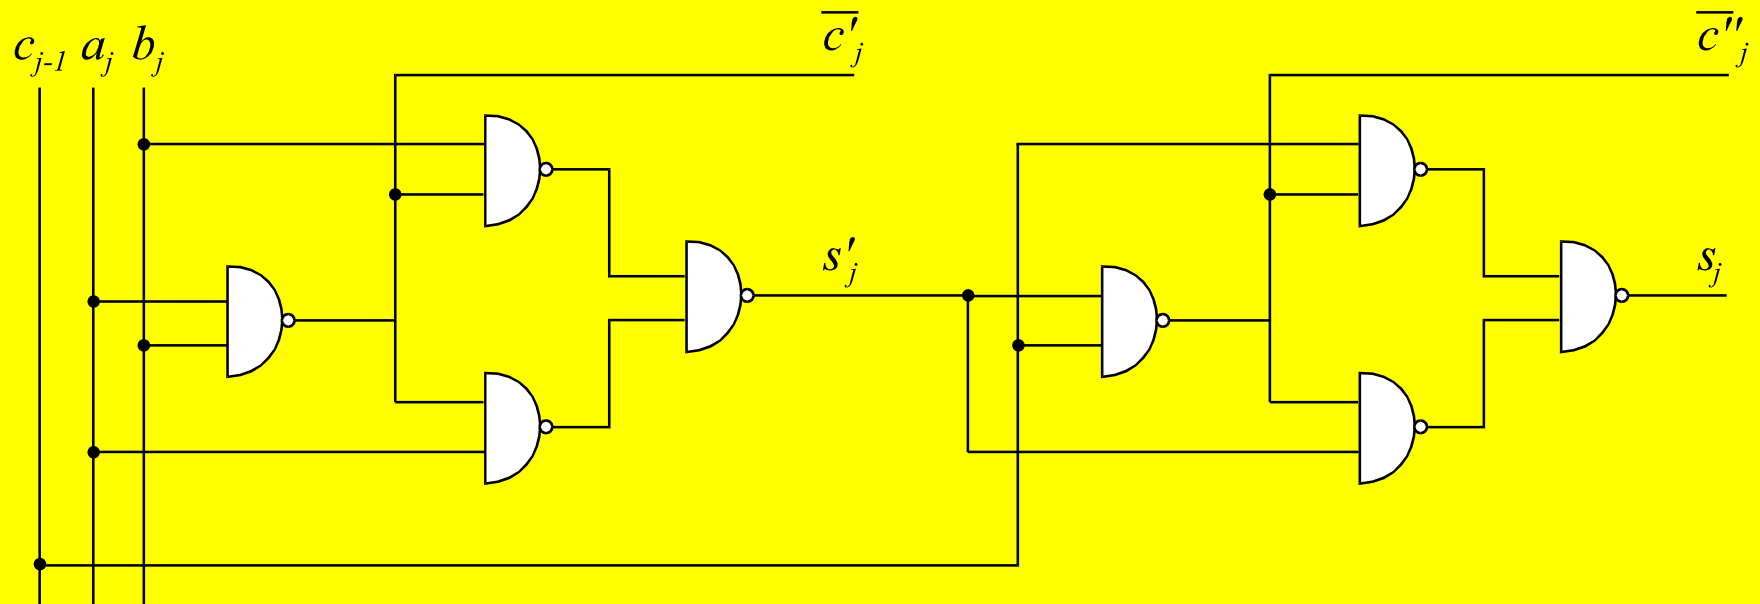 c_{j-1} a_j b_j
\overline{c'}_j
\overline{c''}_j
s'_j
s_j